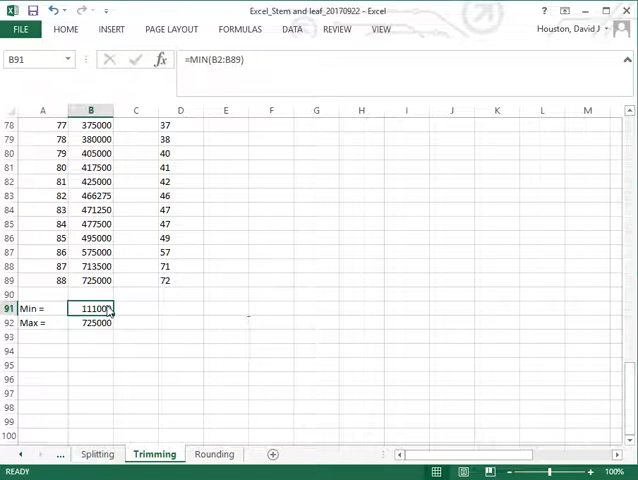 Excel_Stem and leaf_20170922 - Excel
FILE HOME INSERT PAGE LAYOUT FORMULAS DATA REVIEW VIEW Houston, David J
B91 fx =MIN(B2:B89)
A B C D E F G H I J K L M
78 77 375000 37
79 78 380000 38
80 79 405000 40
81 80 417500 41
82 81 425000 42
83 82 466275 46
84 83 471250 47
85 84 477500 47
86 85 495000 49
87 86 575000 57
88 87 713500 71
89 88 725000 72
90
91 Min =
92 Max = 725000
93
94
95
96
97
98
99
100
... Splitting Trimming Rounding
READY 100%